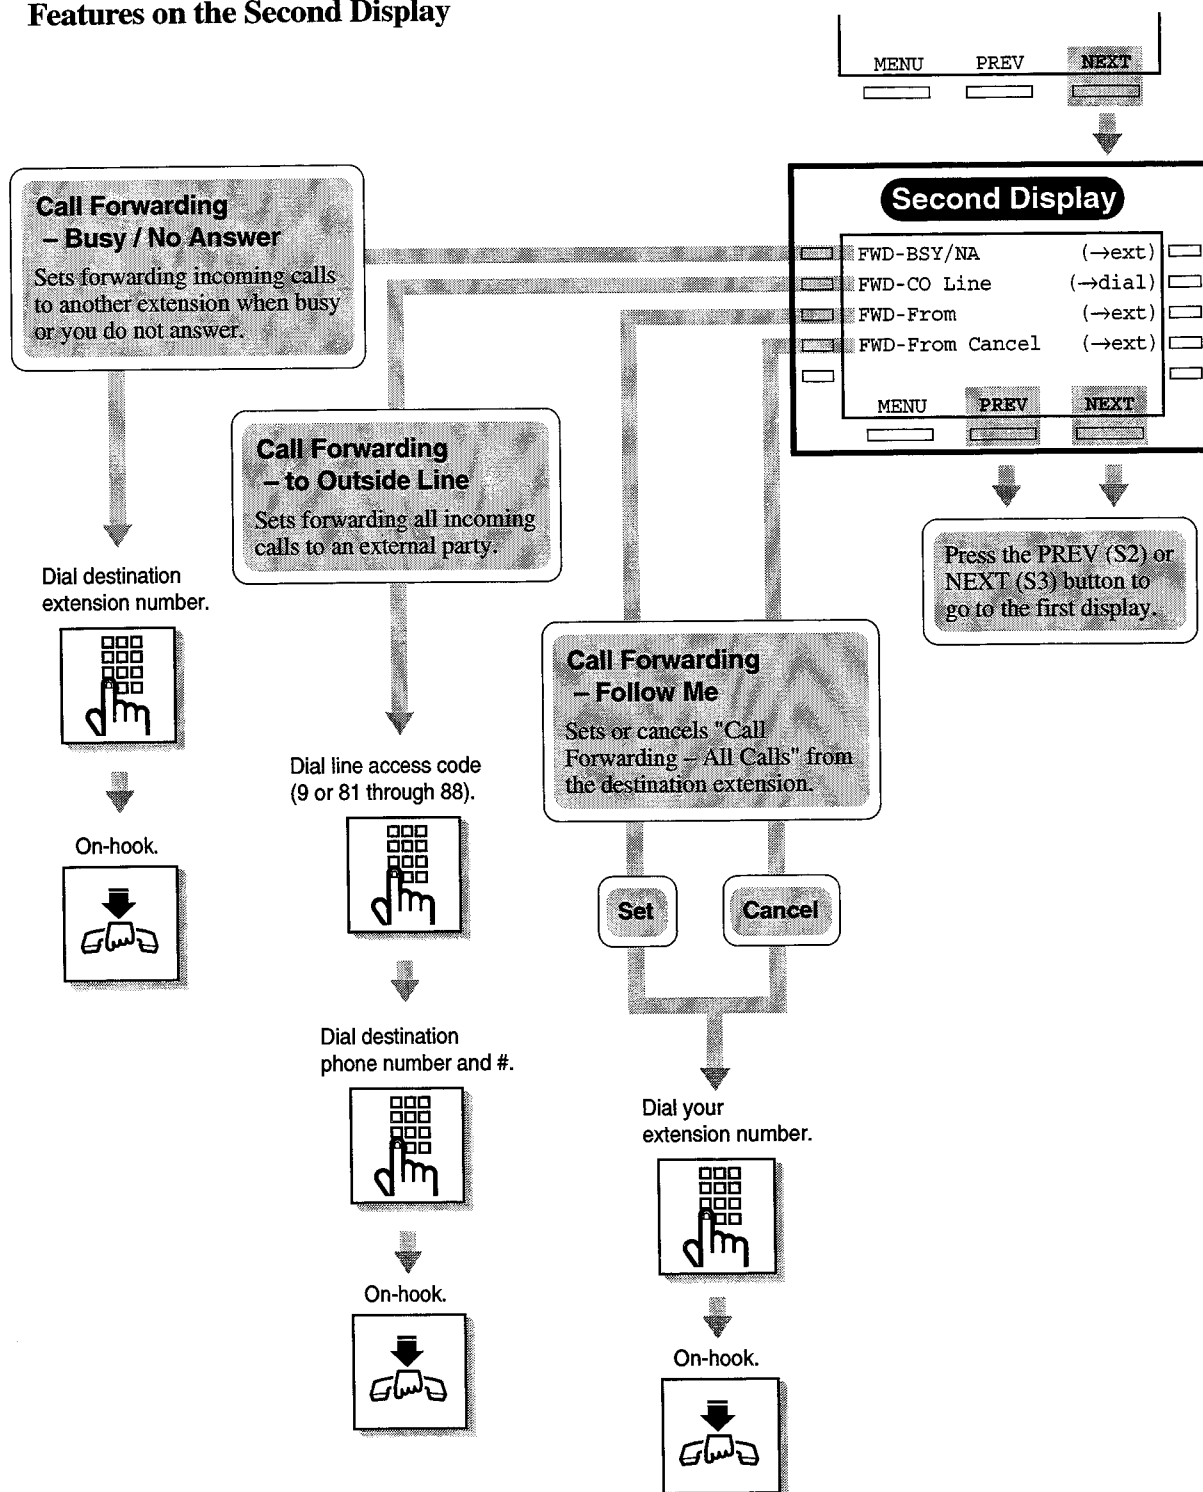 Features on the Second Display
MENU PREV NEXT
Second Display
FWD-BSY/NA (→ext)
FWD-CO Line (→dial)
FWD-From (→ext)
FWD-From Cancel (→ext)
MENU PREV NEXT
Press the PREV (S2) or
NEXT (S3) button to
go to the first display.
Call Forwarding
– Busy / No Answer
Sets forwarding incoming calls
to another extension when busy
or you do not answer.
Dial destination
extension number.
On-hook.
Call Forwarding
– to Outside Line
Sets forwarding all incoming
calls to an external party.
Dial line access code
(9 or 81 through 88).
Dial destination
phone number and #.
On-hook.
Call Forwarding
– Follow Me
Sets or cancels "Call
Forwarding – All Calls" from
the destination extension.
Set
Cancel
Dial your
extension number.
On-hook.